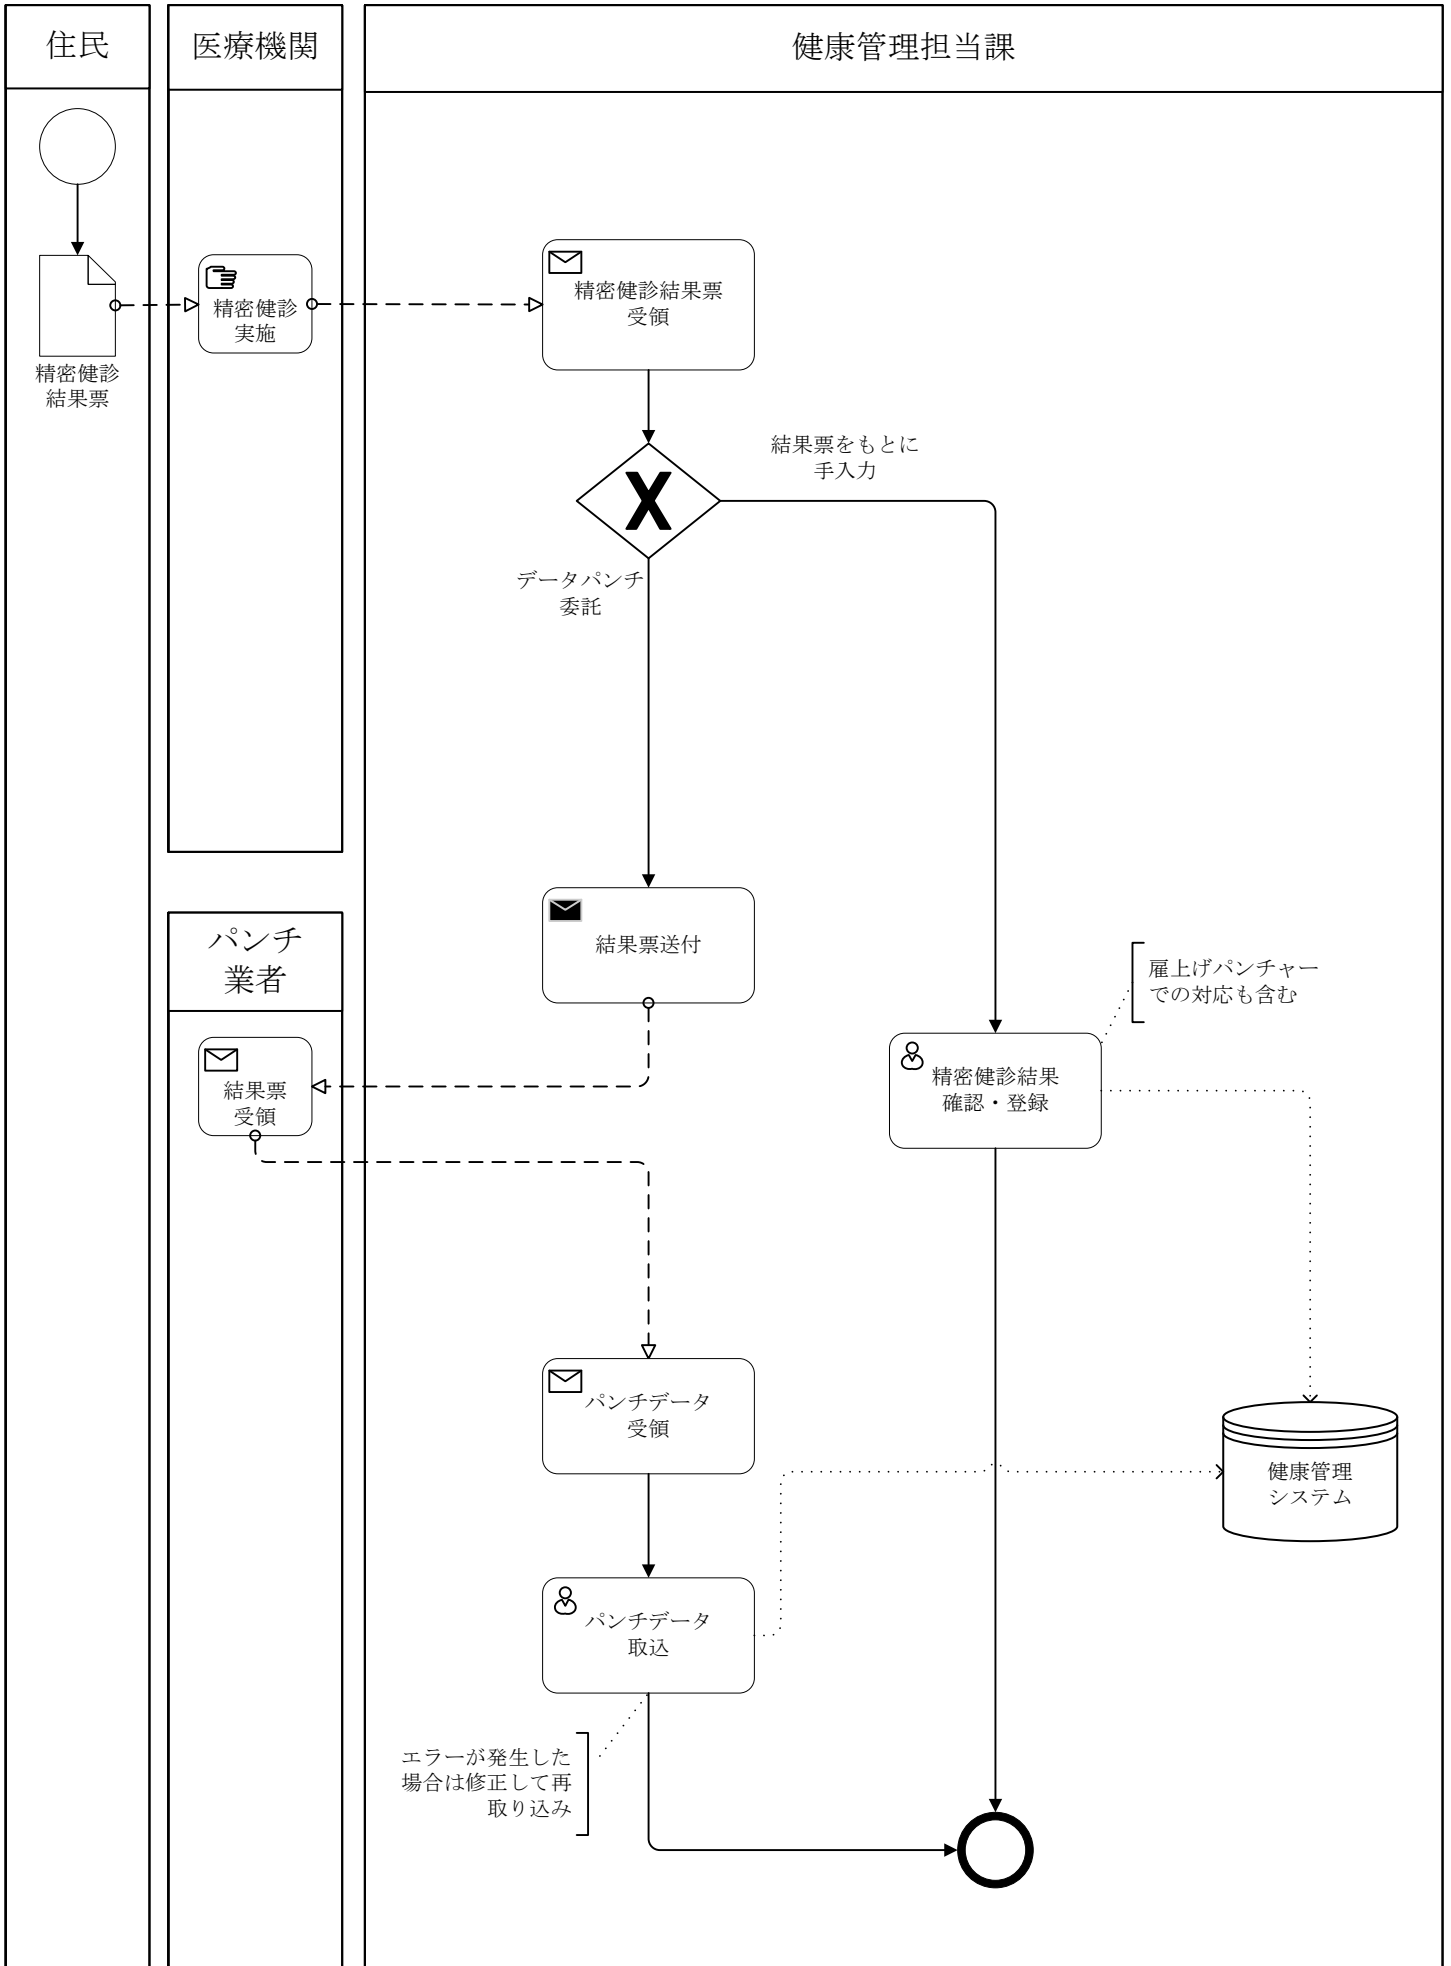 住民
医療機関
健康管理担当課
精密健診
結果票
精密健診
実施
精密健診結果票
受領
結果票をもとに
手入力
データパンチ
委託
結果票送付
パンチ
業者
結果票
受領
雇上げパンチャー
での対応も含む
精密健診結果
確認・登録
パンチデータ
受領
健康管理
システム
パンチデータ
取込
エラーが発生した
場合は修正して再
取り込み